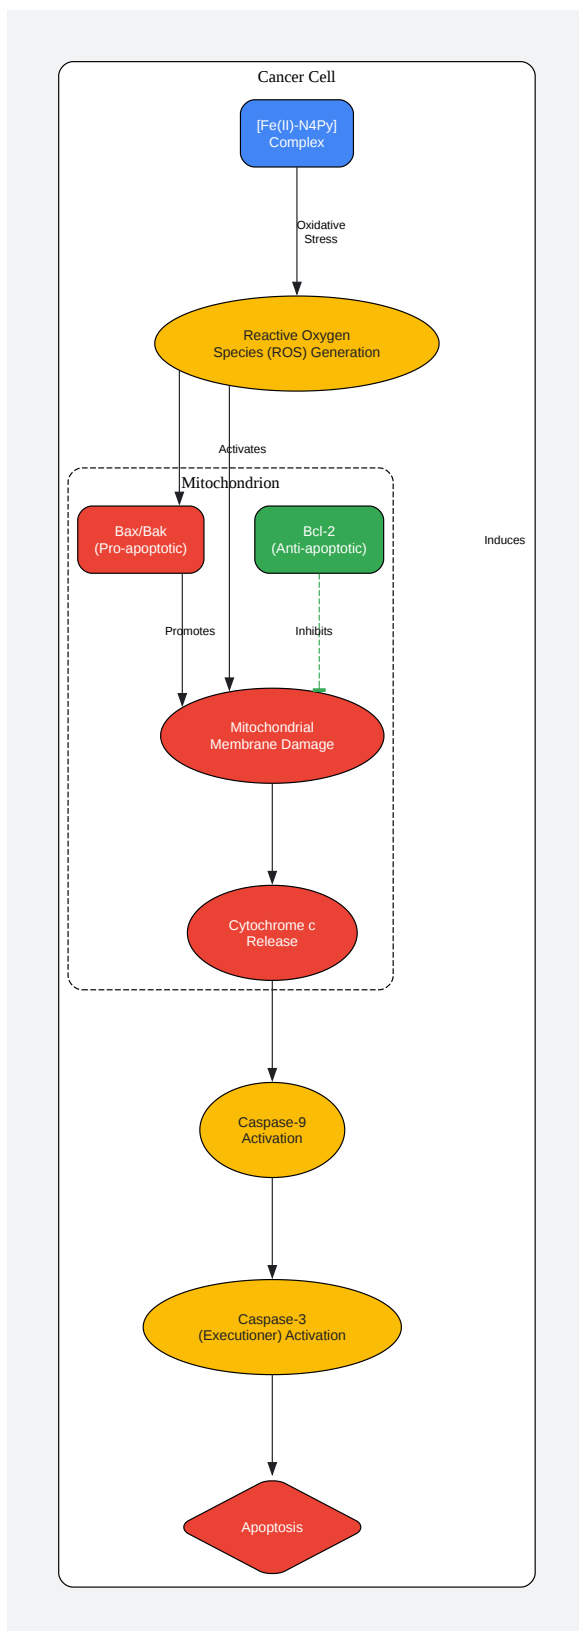 Cancer Cell
[Fe(II)-N4Py]
Complex
Oxidative
Stress
Reactive Oxygen
Species (ROS) Generation
Activates
Mitochondrion
Bax/Bak
(Pro-apoptotic)
Bcl-2
(Anti-apoptotic)
Induces
Promotes
Inhibits
Mitochondrial
Membrane Damage
Cytochrome c
Release
Caspase-9
Activation
Caspase-3
(Executioner) Activation
Apoptosis